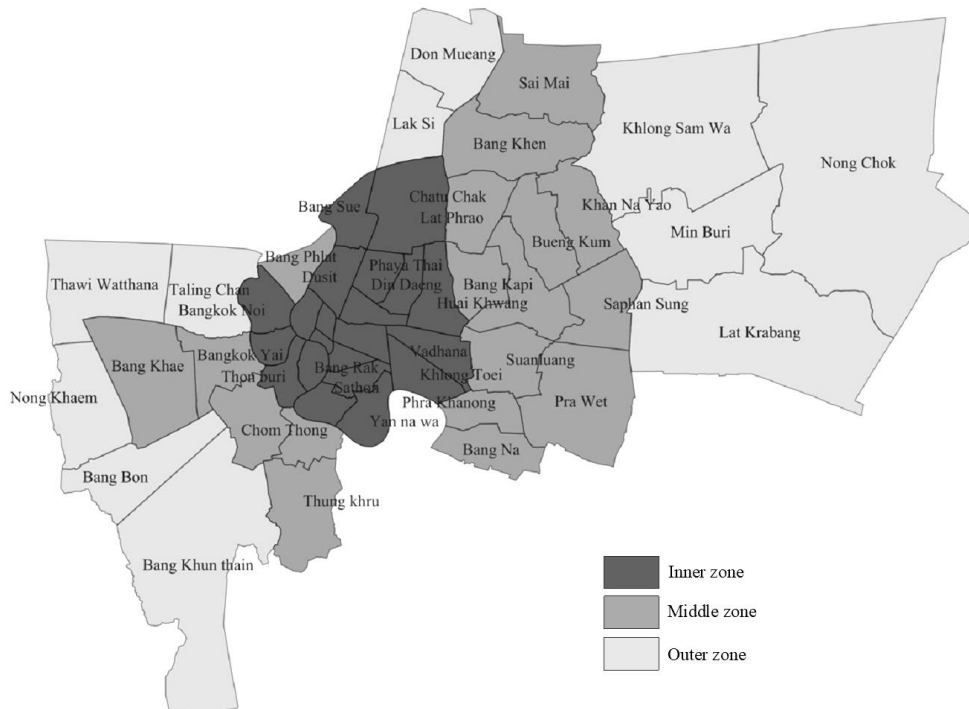 Don Mueang
Sai Mai
Lak Si
Khlong Sam Wa
Bang Khen
Nong Chok
Chatu Chak
Khan Na Yao
Bang Sue
Lat Phrao
Min Buri
Bueng Kum
Bang Phlat
Phaya Thai
Dusit
Thawi Watthana
Taling Chan
Din Daeng
Bang Kapi
Bangkok Noi
Huai Khwang
Saphan Sung
Lat Krabang
Bang Khae
Bangkok Yai
Vadhana
Suanluang
Bang Rak
Thon buri
Khlong Toei
Sathon
Nong Khaem
Phra Khanong
Pra Wet
Yan na wa
Chom Thong
Bang Na
Bang Bon
Thung khru
Bang Khun thain
Inner zone
Middle zone
Outer zone